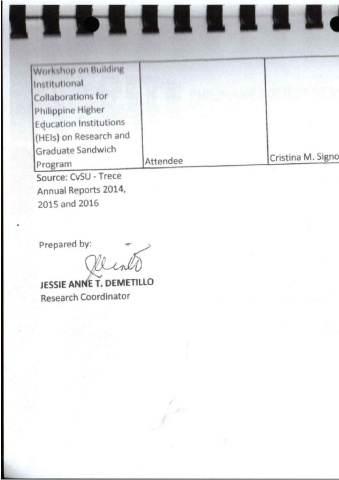 Workshop on Building
Institutional
Collaborations for
Philippine Higher
Education Institutions
(HEIs) on Research and
Graduate Sandwich
Program
Attendee
Cristina M. Signo
Source: CvSU - Trece
Annual Reports 2014,
2015 and 2016
Prepared by:
JESSIE ANNE T. DEMETILLO
Research Coordinator